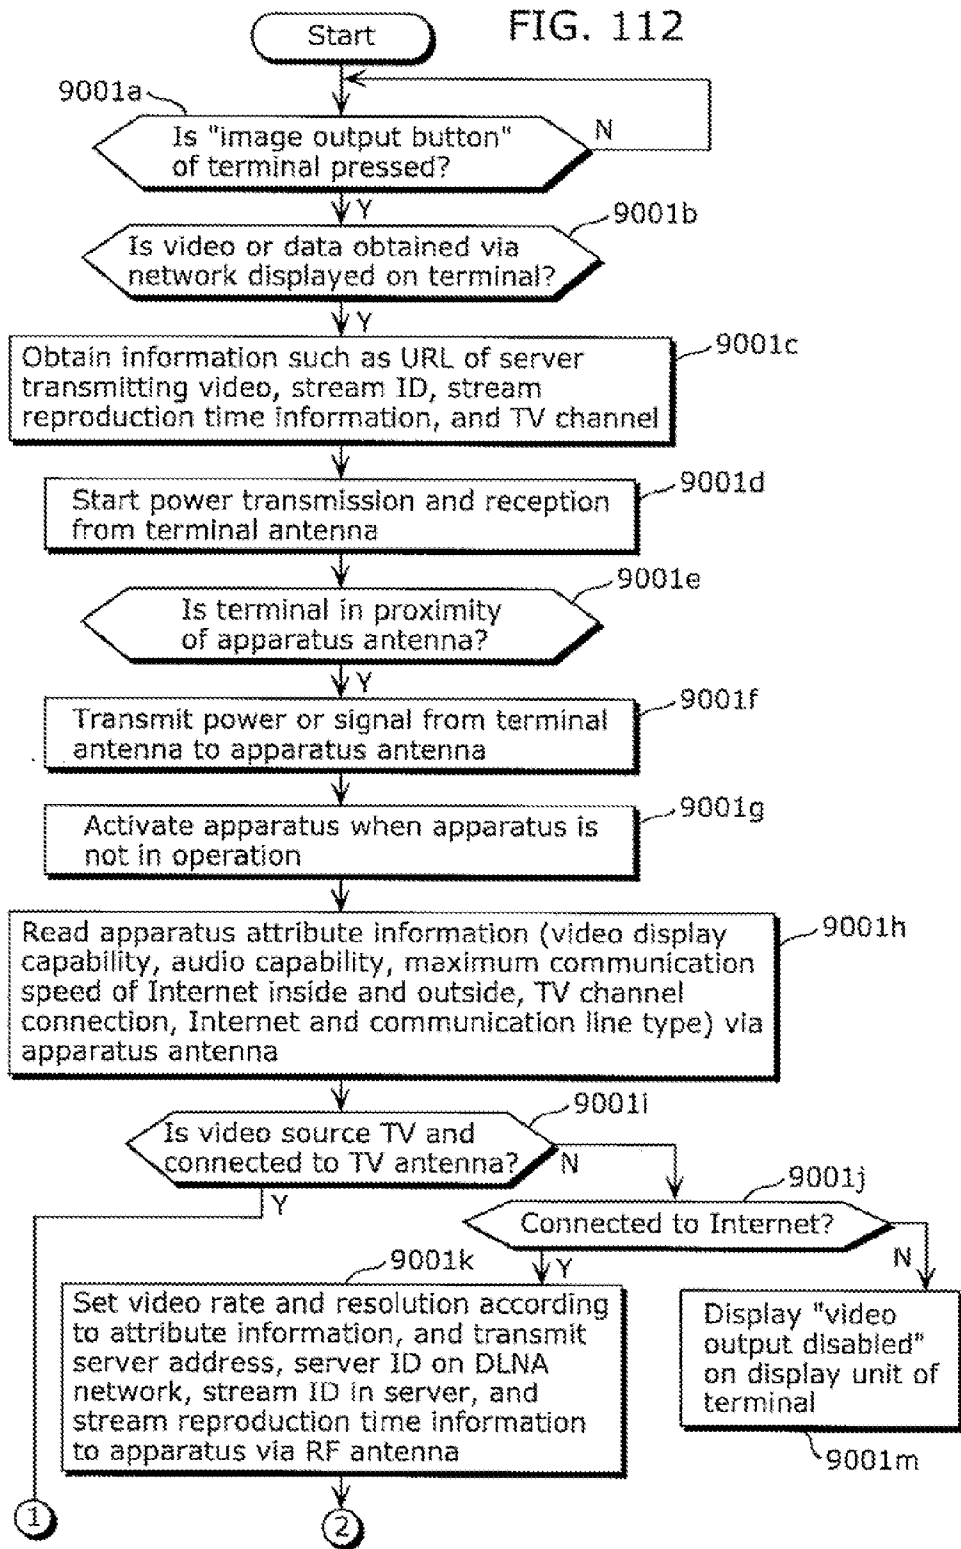 FIG. 112
Start
9001a
Is "image output button"
of terminal pressed?
N
Y
9001b
Is video or data obtained via
network displayed on terminal?
Y
9001c
Obtain information such as URL of server
transmitting video, stream ID, stream
reproduction time information, and TV channel
9001d
Start power transmission and reception
from terminal antenna
9001e
Is terminal in proximity
of apparatus antenna?
Y
9001f
Transmit power or signal from terminal
antenna to apparatus antenna
9001g
Activate apparatus when apparatus is
not in operation
9001h
Read apparatus attribute information (video display
capability, audio capability, maximum communication
speed of Internet inside and outside, TV channel
connection, Internet and communication line type) via
apparatus antenna
9001i
Is video source TV and
connected to TV antenna?
N
Y
9001j
Connected to Internet?
N
Y
9001k
Set video rate and resolution according
to attribute information, and transmit
server address, server ID on DLNA
network, stream ID in server, and
stream reproduction time information
to apparatus via RF antenna
Display "video
output disabled"
on display unit of
terminal
9001m
1
2